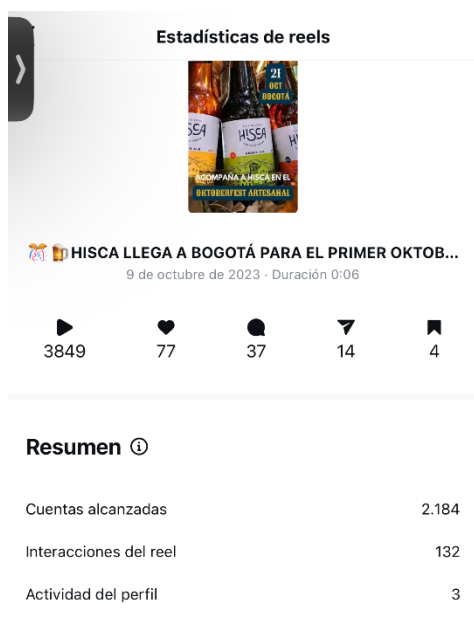 Estadísticas de reels
21
OCT
BOGOTÁ
HISCA
ACOMPAÑA A HISCA EN EL
OKTOBERFEST ARTESANAL
🎊🍺HISCA LLEGA A BOGOTÁ PARA EL PRIMER OKTOB...
9 de octubre de 2023 · Duración 0:06
3849 77 37 14 4
Resumen
Cuentas alcanzadas 2.184
Interacciones del reel 132
Actividad del perfil 3